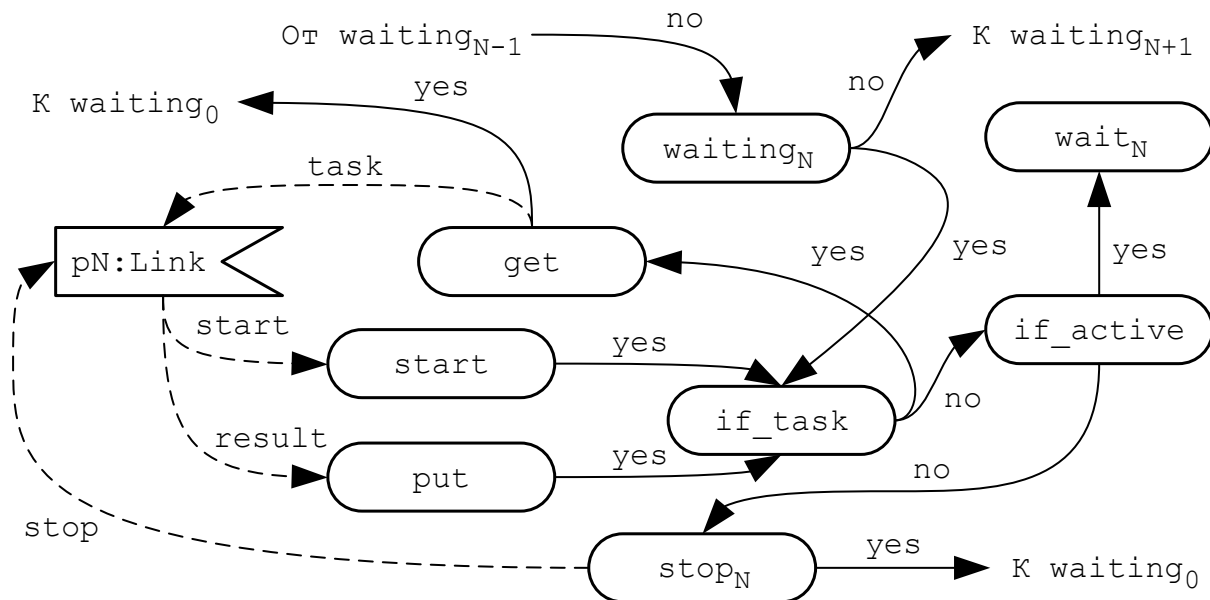 no
От waiting_{N-1}
К waiting_{N+1}
yes
no
К waiting_0
waiting_N
wait_N
task
pN:Link
get
yes
yes
yes
start
yes
if_active
start
if_task
no
result
yes
no
put
stop
yes
stop_N
К waiting_0